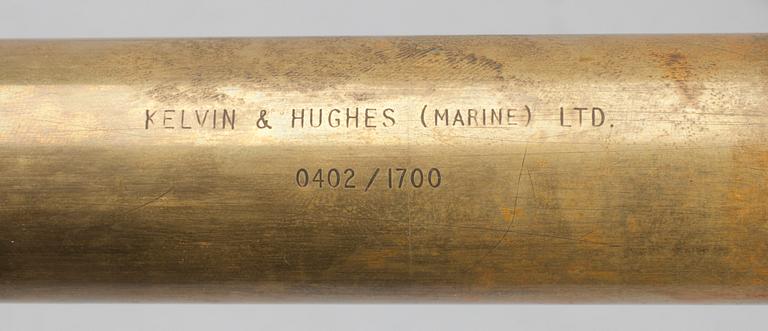 KELVIN & HUGHES (MARINE) LTD.
0402/1700